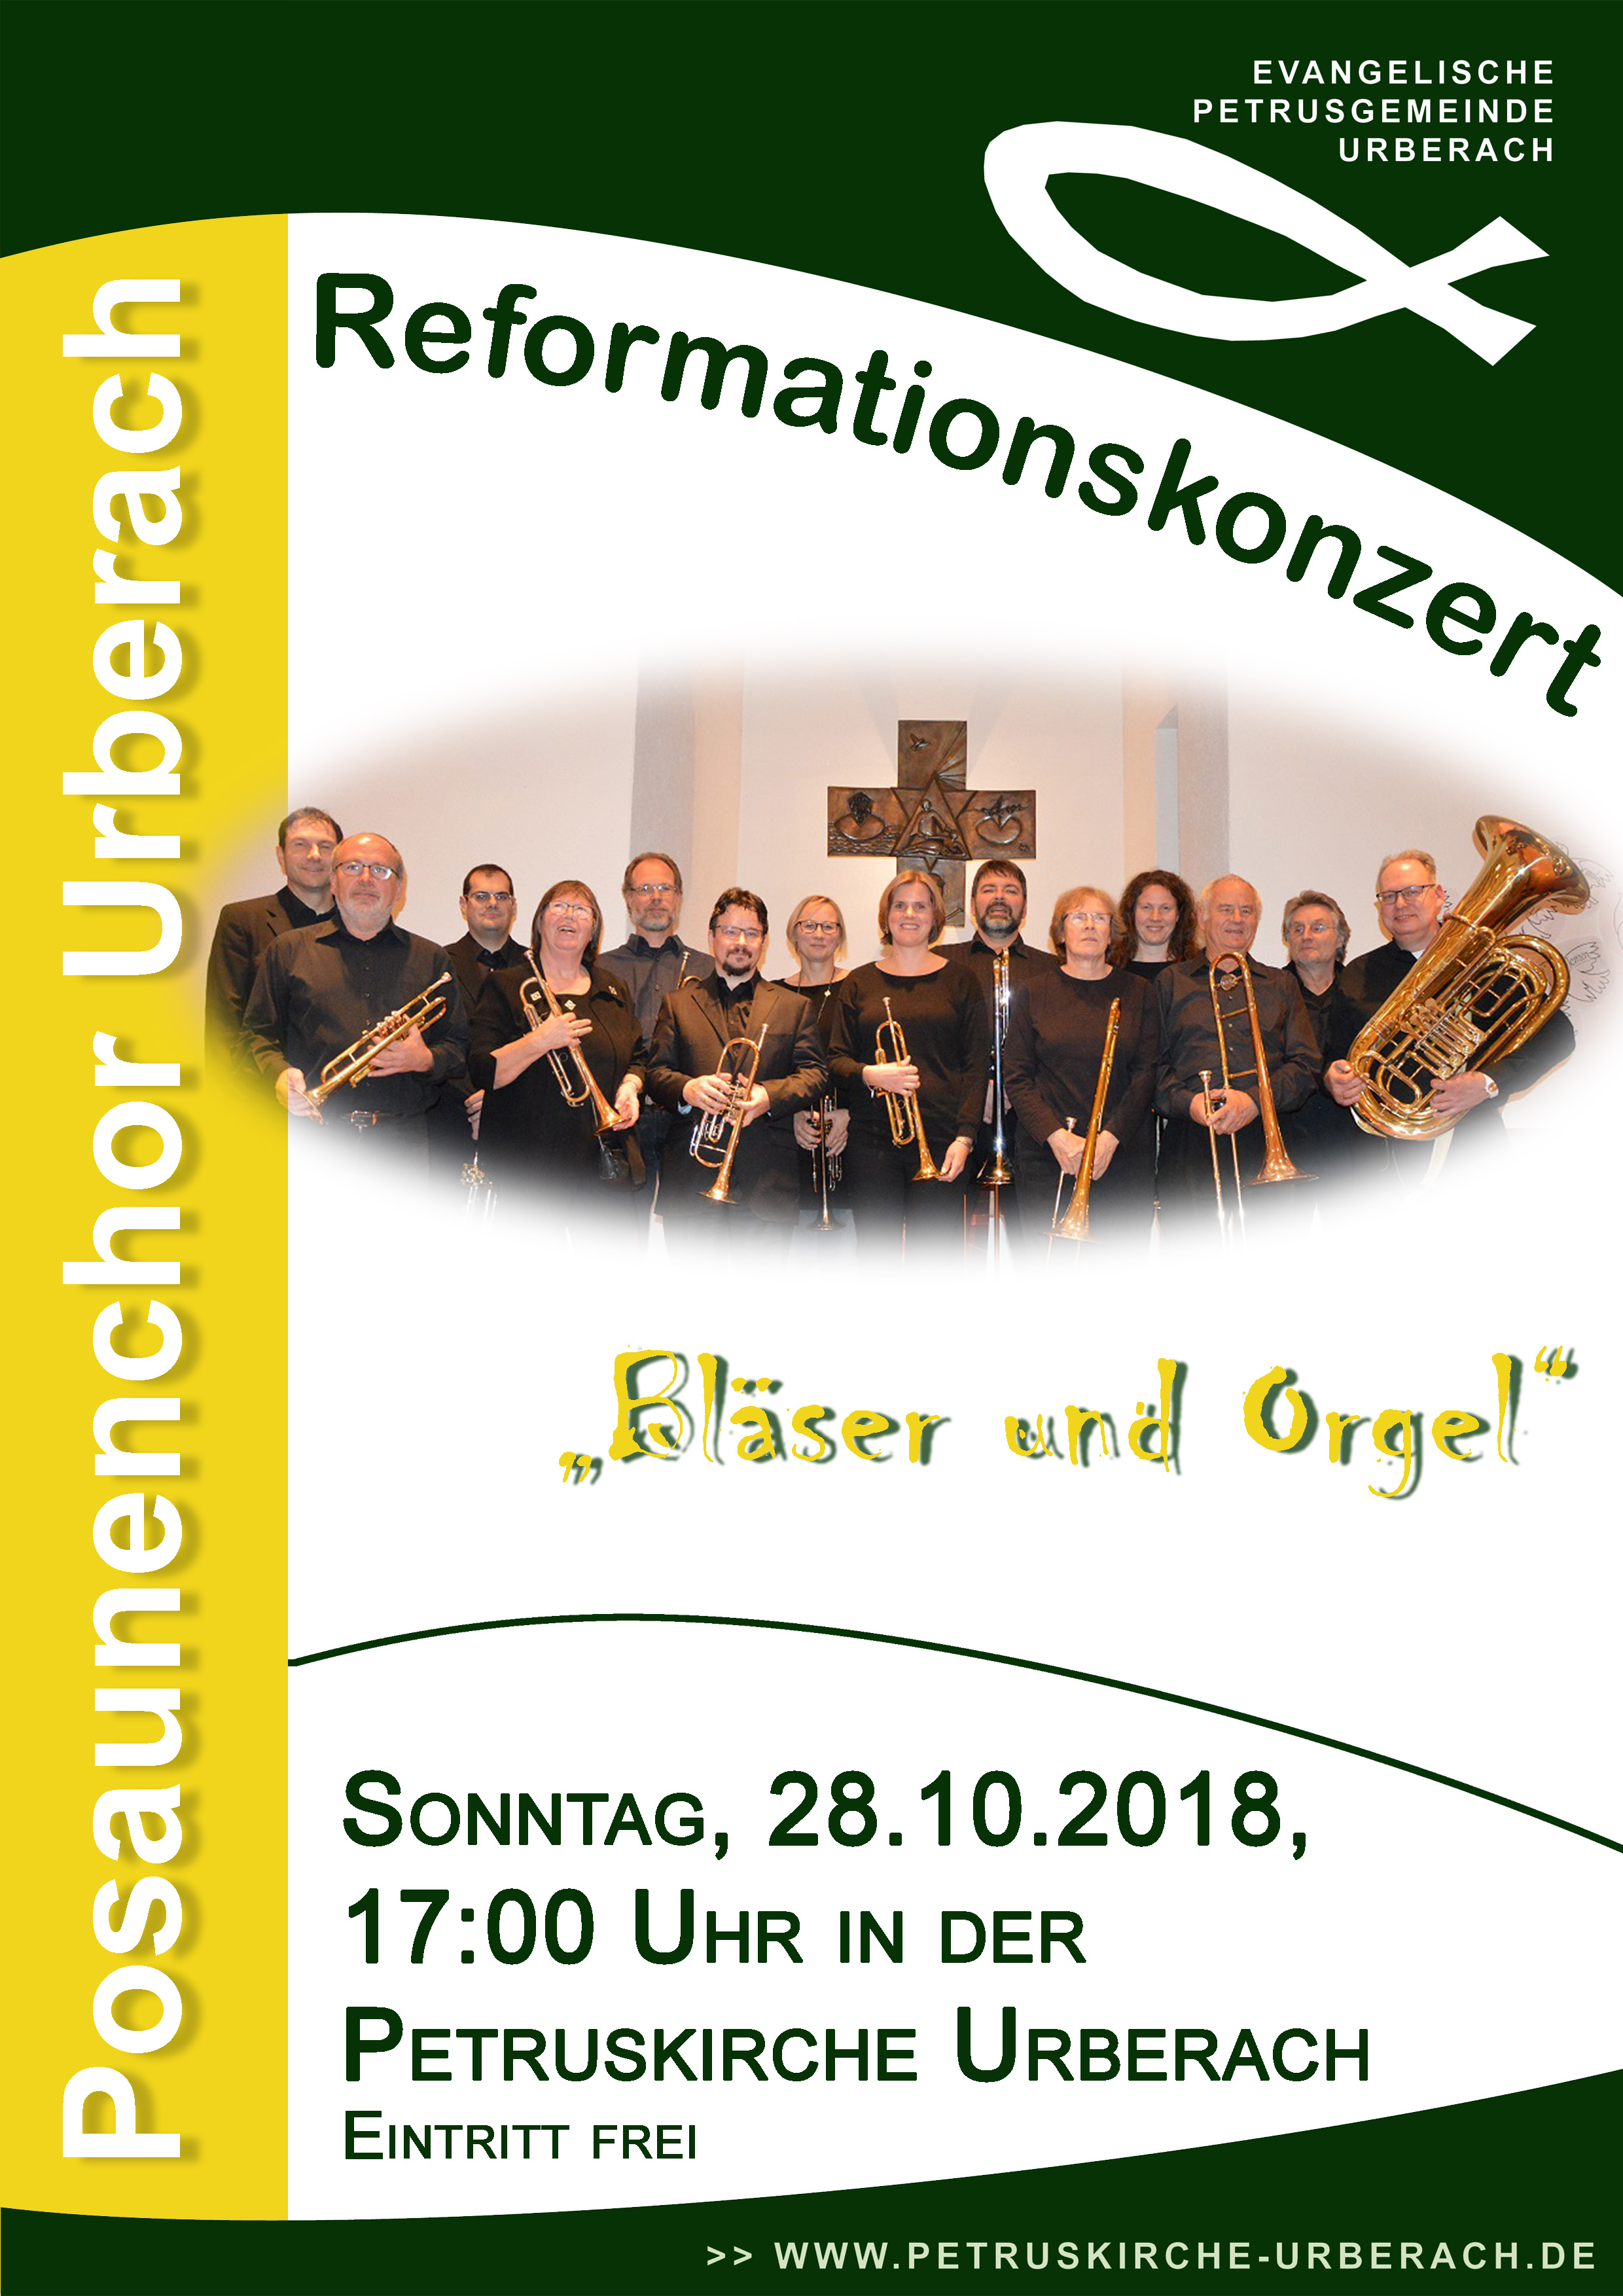 EVANGELISCHE
PETRUSGEMEINDE
URBERACH
Reformationskonzert
Posaunenchor Urberach
„Bläser und Orgel“
SONNTAG, 28.10.2018,
17:00 UHR IN DER
PETRUSKIRCHE URBERACH
EINTRITT FREI
>> WWW.PETRUSKIRCHE-URBERACH.DE